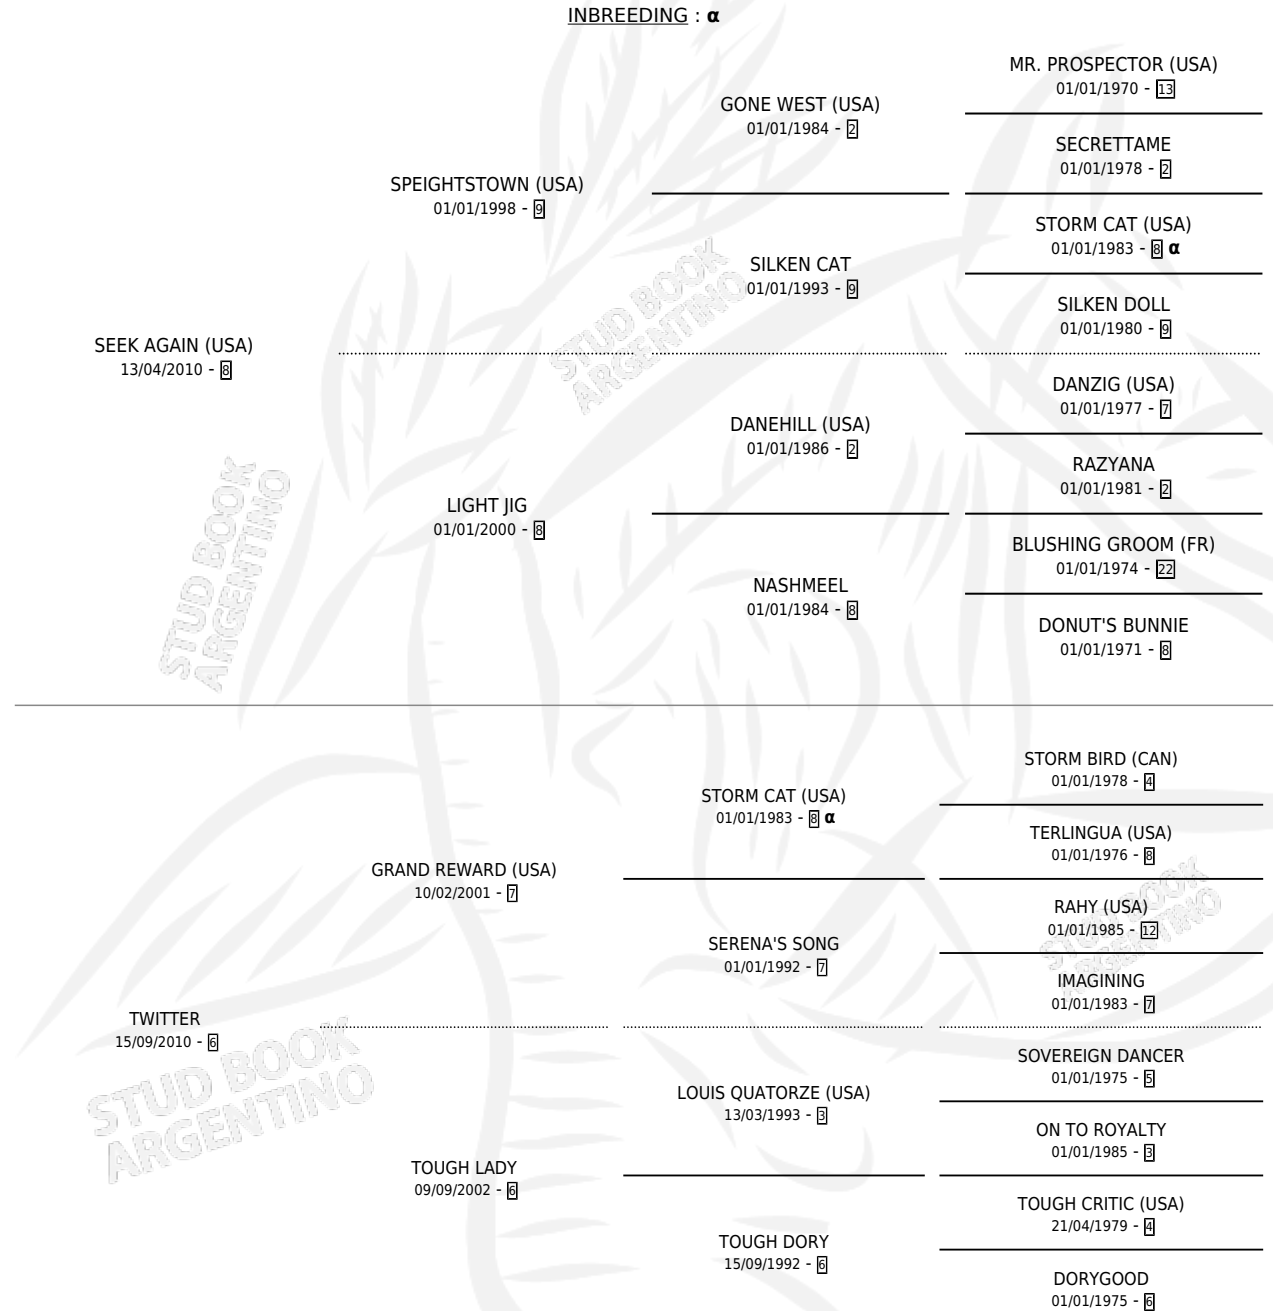 INBREEDING : α
MR. PROSPECTOR (USA)
01/01/1970 - 13
GONE WEST (USA)
01/01/1984 - 2
SECRETTAME
01/01/1978 - 2
SPEIGHTSTOWN (USA)
01/01/1998 - 9
STORM CAT (USA)
01/01/1983 - 8 α
SILKEN CAT
01/01/1993 - 9
SILKEN DOLL
01/01/1980 - 9
SEEK AGAIN (USA)
13/04/2010 - 8
DANZIG (USA)
01/01/1977 - 7
DANEHILL (USA)
01/01/1986 - 2
RAZYANA
01/01/1981 - 2
LIGHT JIG
01/01/2000 - 8
BLUSHING GROOM (FR)
01/01/1974 - 22
NASHMEEL
01/01/1984 - 8
DONUT'S BUNNIE
01/01/1971 - 8
STORM BIRD (CAN)
01/01/1978 - 4
STORM CAT (USA)
01/01/1983 - 8 α
TERLINGUA (USA)
01/01/1976 - 8
GRAND REWARD (USA)
10/02/2001 - 7
RAHY (USA)
01/01/1985 - 12
SERENA'S SONG
01/01/1992 - 7
IMAGINING
01/01/1983 - 7
TWITTER
15/09/2010 - 6
SOVEREIGN DANCER
01/01/1975 - 5
LOUIS QUATORZE (USA)
13/03/1993 - 3
ON TO ROYALTY
01/01/1985 - 3
TOUGH LADY
09/09/2002 - 6
TOUGH CRITIC (USA)
21/04/1979 - 4
TOUGH DORY
15/09/1992 - 6
DORYGOOD
01/01/1975 - 6
STUD BOOK
ARGENTINO
STUD BOOK
ARGENTINO
STUD BOOK
ARGENTINO
STUD BOOK
ARGENTINO